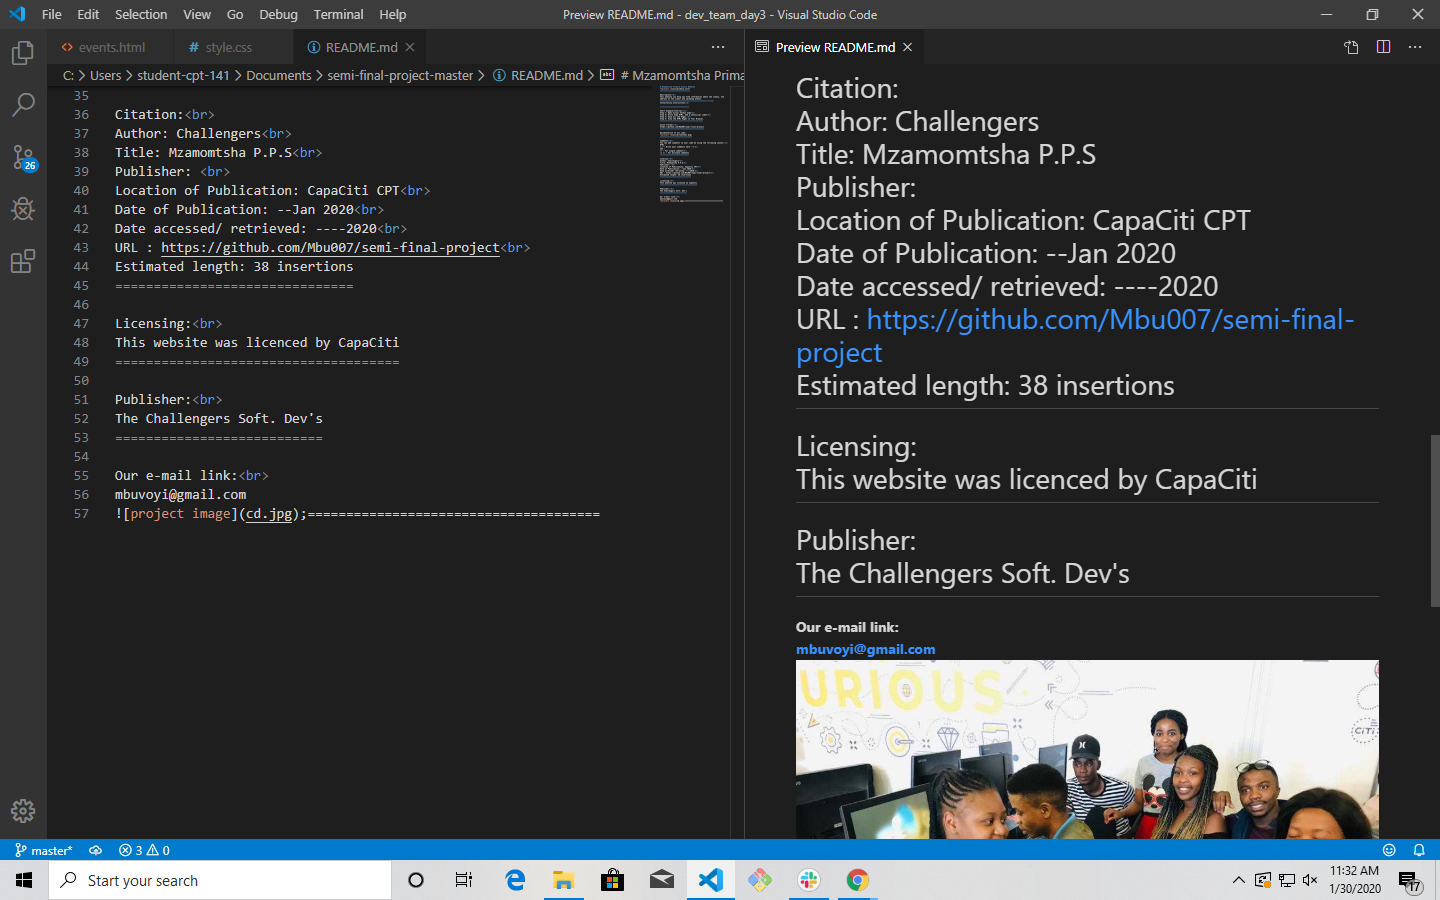 File Edit Selection View Go Debug Terminal Help
Preview README.md - dev_team_day3 - Visual Studio Code
events.html
style.css
README.md
Preview README.md
C: > Users > student-cpt-141 > Documents > semi-final-project-master > README.md > # Mzamomtsha Prima
35
36 Citation:<br>
37 Author: Challengers<br>
38 Title: Mzamomtsha P.P.S<br>
39 Publisher: <br>
40 Location of Publication: CapaCiti CPT<br>
41 Date of Publication: --Jan 2020<br>
42 Date accessed/ retrieved: ----2020<br>
43 URL : https://github.com/Mbu007/semi-final-project<br>
44 Estimated length: 38 insertions
45 ===============================
46
47 Licensing:<br>
48 This website was licenced by CapaCiti
49 =====================================
50
51 Publisher:<br>
52 The Challengers Soft. Dev's
53 ===========================
54
55 Our e-mail link:<br>
56 mbuvoyi@gmail.com
57 ![project image](cd.jpg);======================================
26
Citation:
Author: Challengers
Title: Mzamomtsha P.P.S
Publisher:
Location of Publication: CapaCiti CPT
Date of Publication: --Jan 2020
Date accessed/ retrieved: ----2020
URL : https://github.com/Mbu007/semi-final-
project
Estimated length: 38 insertions
Licensing:
This website was licenced by CapaCiti
Publisher:
The Challengers Soft. Dev's
Our e-mail link:
mbuvoyi@gmail.com
URIOUS
CiTi
master*
3
0
Start your search
11:32 AM
1/30/2020
17